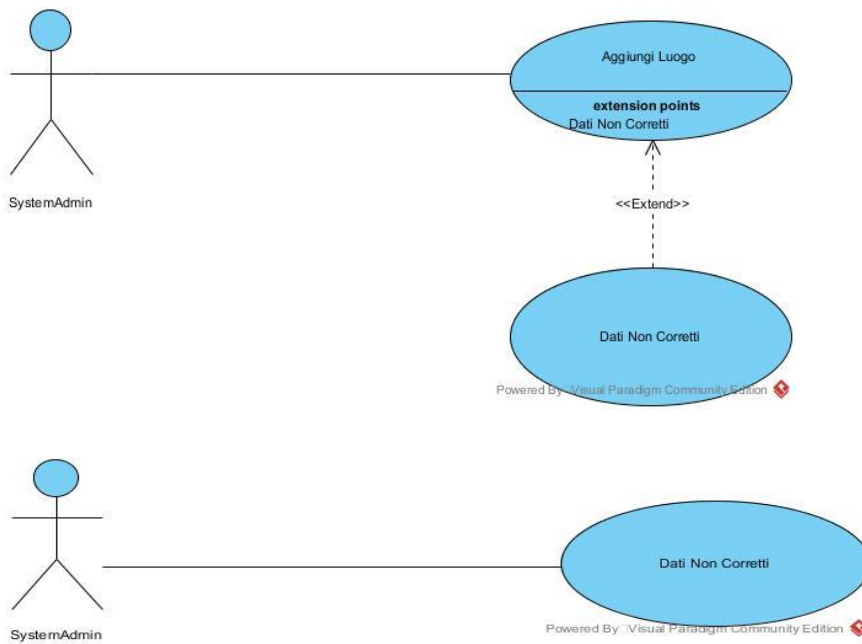 Aggiungi Luogo
extension points
Dati Non Corretti
SystemAdmin
<<Extend>>
Dati Non Corretti
Powered By Visual Paradigm Community Edition
Dati Non Corretti
Powered By Visual Paradigm Community Edition
SystemAdmin